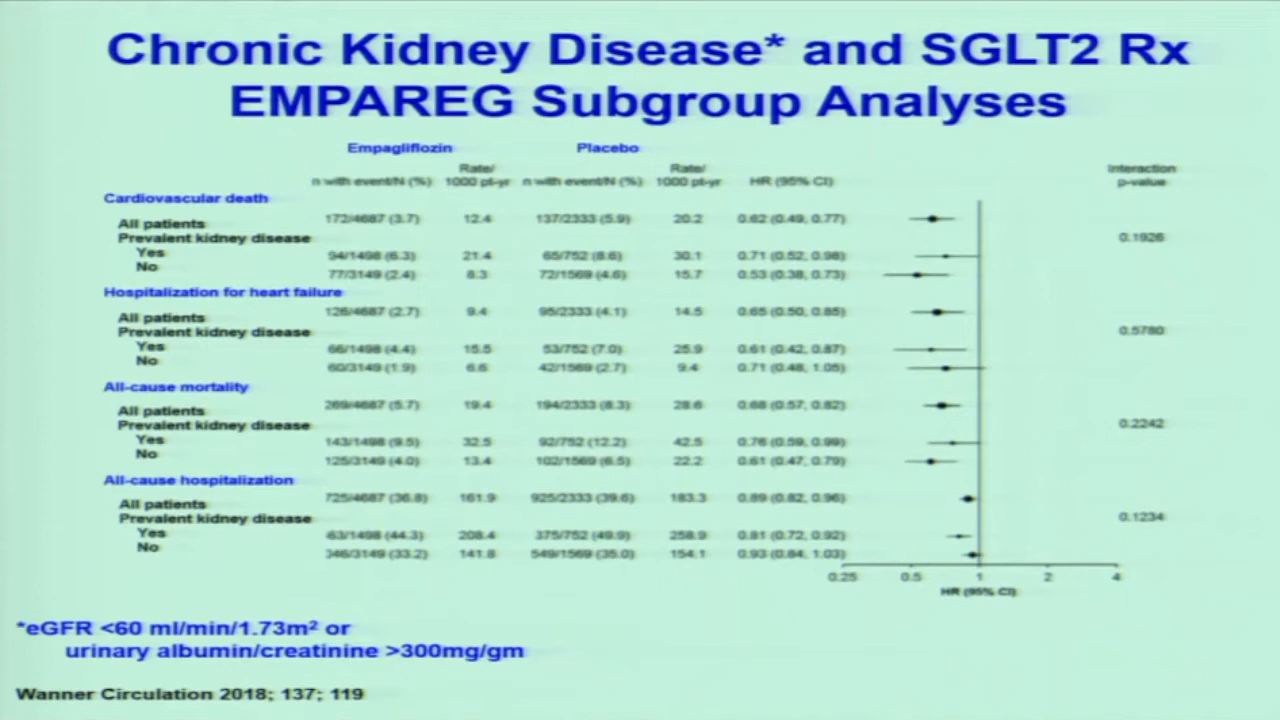 Chronic Kidney Disease* and SGLT2 Rx
EMPAREG Subgroup Analyses
Empagliflozin Placebo
Rate/ Rate/ Interaction
n with event/N (%) 1000 pt-yr n with event/N (%) 1000 pt-yr HR (95% CI) p-value
Cardiovascular death
All patients 172/4687 (3.7) 12.4 137/2333 (5.9) 20.2 0.62 (0.49, 0.77)
Prevalent kidney disease 0.1926
Yes 94/1498 (6.3) 21.4 65/752 (8.6) 30.1 0.71 (0.52, 0.98)
No 77/3149 (2.4) 8.3 72/1569 (4.6) 15.7 0.53 (0.38, 0.73)
Hospitalization for heart failure
All patients 126/4687 (2.7) 9.4 95/2333 (4.1) 14.5 0.65 (0.50, 0.85)
Prevalent kidney disease 0.5780
Yes 66/1498 (4.4) 15.5 53/752 (7.0) 25.9 0.61 (0.42, 0.87)
No 60/3149 (1.9) 6.6 42/1569 (2.7) 9.4 0.71 (0.48, 1.05)
All-cause mortality
All patients 269/4687 (5.7) 19.4 194/2333 (8.3) 28.6 0.68 (0.57, 0.82)
Prevalent kidney disease 0.2242
Yes 143/1498 (9.5) 32.5 92/752 (12.2) 42.5 0.76 (0.59, 0.99)
No 125/3149 (4.0) 13.4 102/1569 (6.5) 22.2 0.61 (0.47, 0.79)
All-cause hospitalization
All patients 725/4687 (36.8) 161.9 925/2333 (39.6) 183.3 0.89 (0.82, 0.96)
Prevalent kidney disease 0.1234
Yes 63/1498 (44.3) 208.4 375/752 (49.9) 258.9 0.81 (0.72, 0.92)
No 346/3149 (33.2) 141.8 549/1569 (35.0) 154.1 0.93 (0.84, 1.03)
0.25 0.5 1 2 4
HR (95% CI)
*eGFR <60 ml/min/1.73m² or
urinary albumin/creatinine >300mg/gm
Wanner Circulation 2018; 137; 119